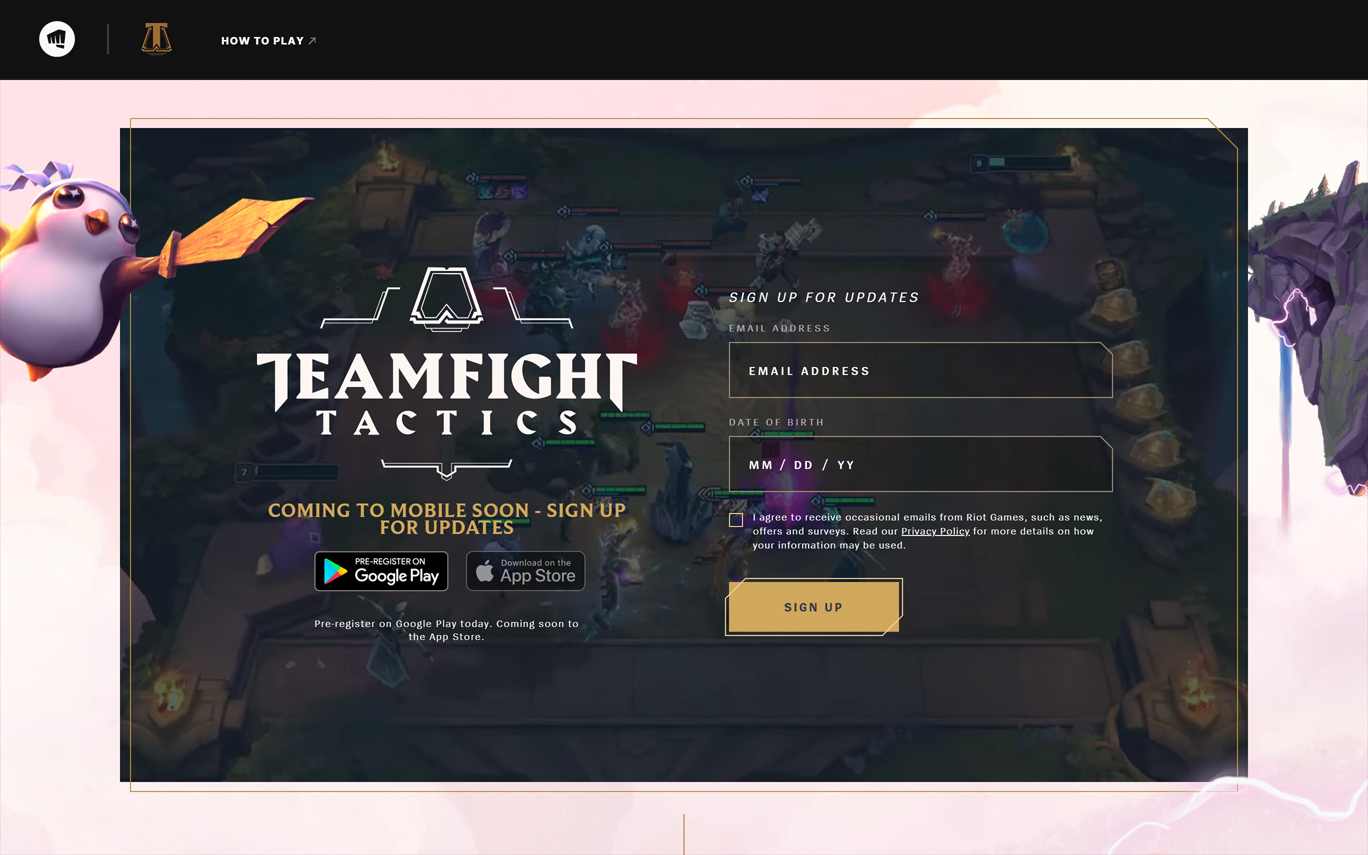 HOW TO PLAY
TEAMFIGHT
TACTICS
COMING TO MOBILE SOON - SIGN UP
FOR UPDATES
PRE-REGISTER ON
Google Play
Download on the
App Store
Pre-register on Google Play today. Coming soon to
the App Store.
SIGN UP FOR UPDATES
EMAIL ADDRESS
EMAIL ADDRESS
DATE OF BIRTH
MM / DD / YY
I agree to receive occasional emails from Riot Games, such as news,
offers and surveys. Read our Privacy Policy for more details on how
your information may be used.
SIGN UP
7
8